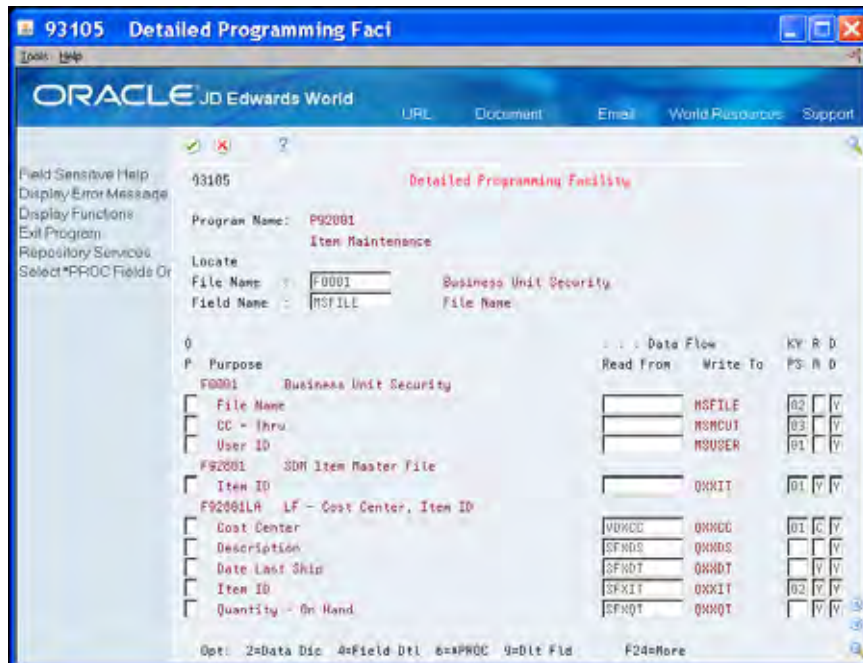 93105 Detailed Programming Faci
Tools Help
ORACLE JD Edwards World
URL Document Email World Resources Support
Field Sensitive Help
Display Error Message
Display Functions
Exit Program
Repository Services
Select *PROC Fields Or
?
93105 Detailed Programming Facility
Program Name: P92001
Item Maintenance
Locate
File Name : F0001 Business Unit Security
Field Name : MSFILE File Name
O . . . Data Flow KY R D
P Purpose Read From Write To PS R D
F0001 Business Unit Security
File Name MSFILE 02 Y
CC - Thru MSMCUT 03 Y
User ID MSUSER 01 Y
F92801 SDM Item Master File
Item ID QXXIT 01 Y Y
F92801LA LF - Cost Center, Item ID
Cost Center VDXCC QXXCC 01 C Y
Description SFXDS QXXDS Y
Date Last Ship SFXDT QXXDT Y Y
Item ID SFXIT QXXIT 02 Y Y
Quantity - On Hand SFXQT QXXQT Y Y
Opt: 2=Data Dic 4=Field Dtl 6=*PROC 9=Dlt Fld F24=More